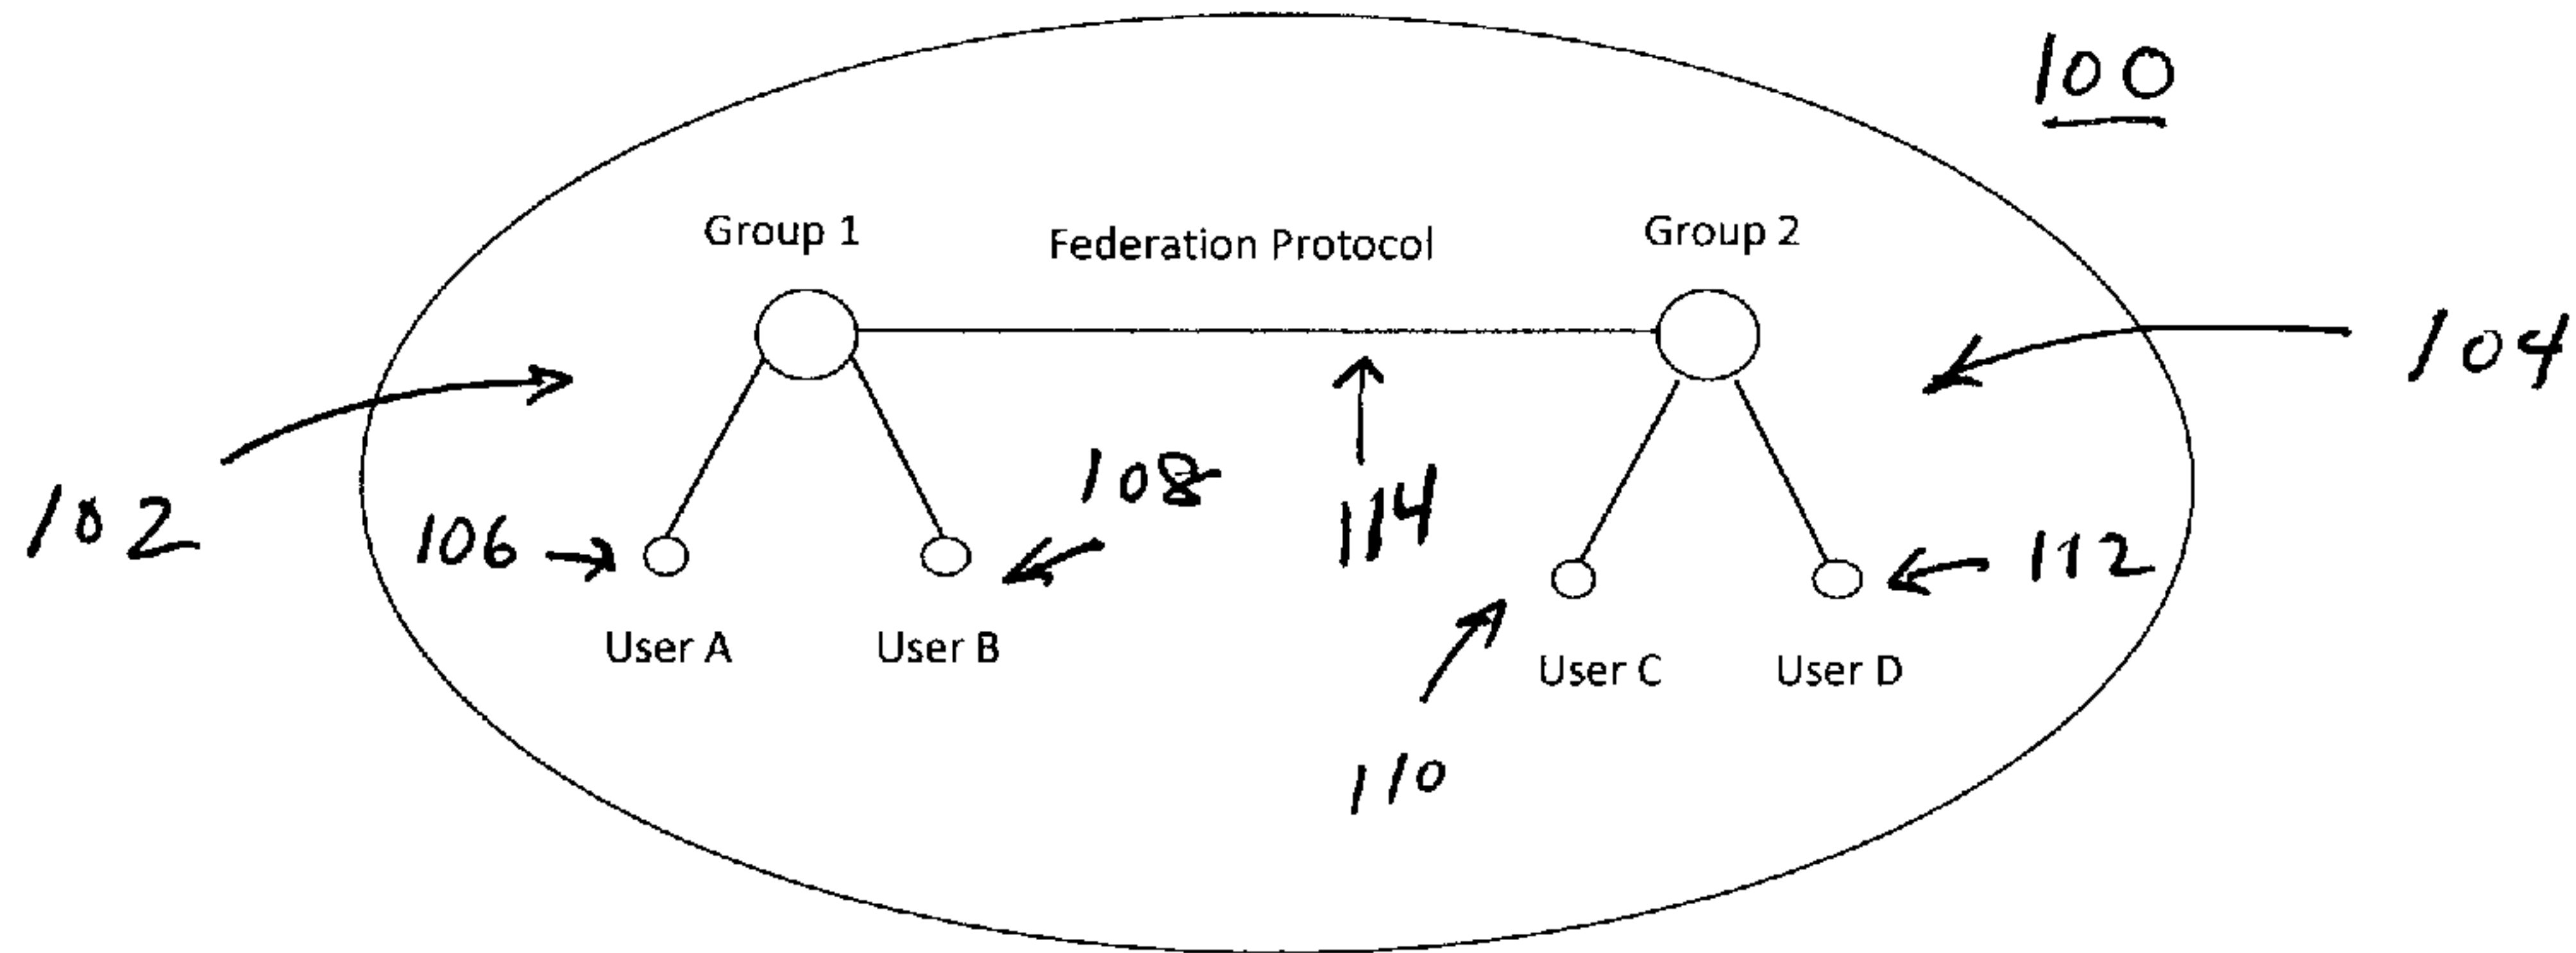 100
Group 1
Federation Protocol
Group 2
104
102
106
108
114
112
User A
User B
User C
User D
110